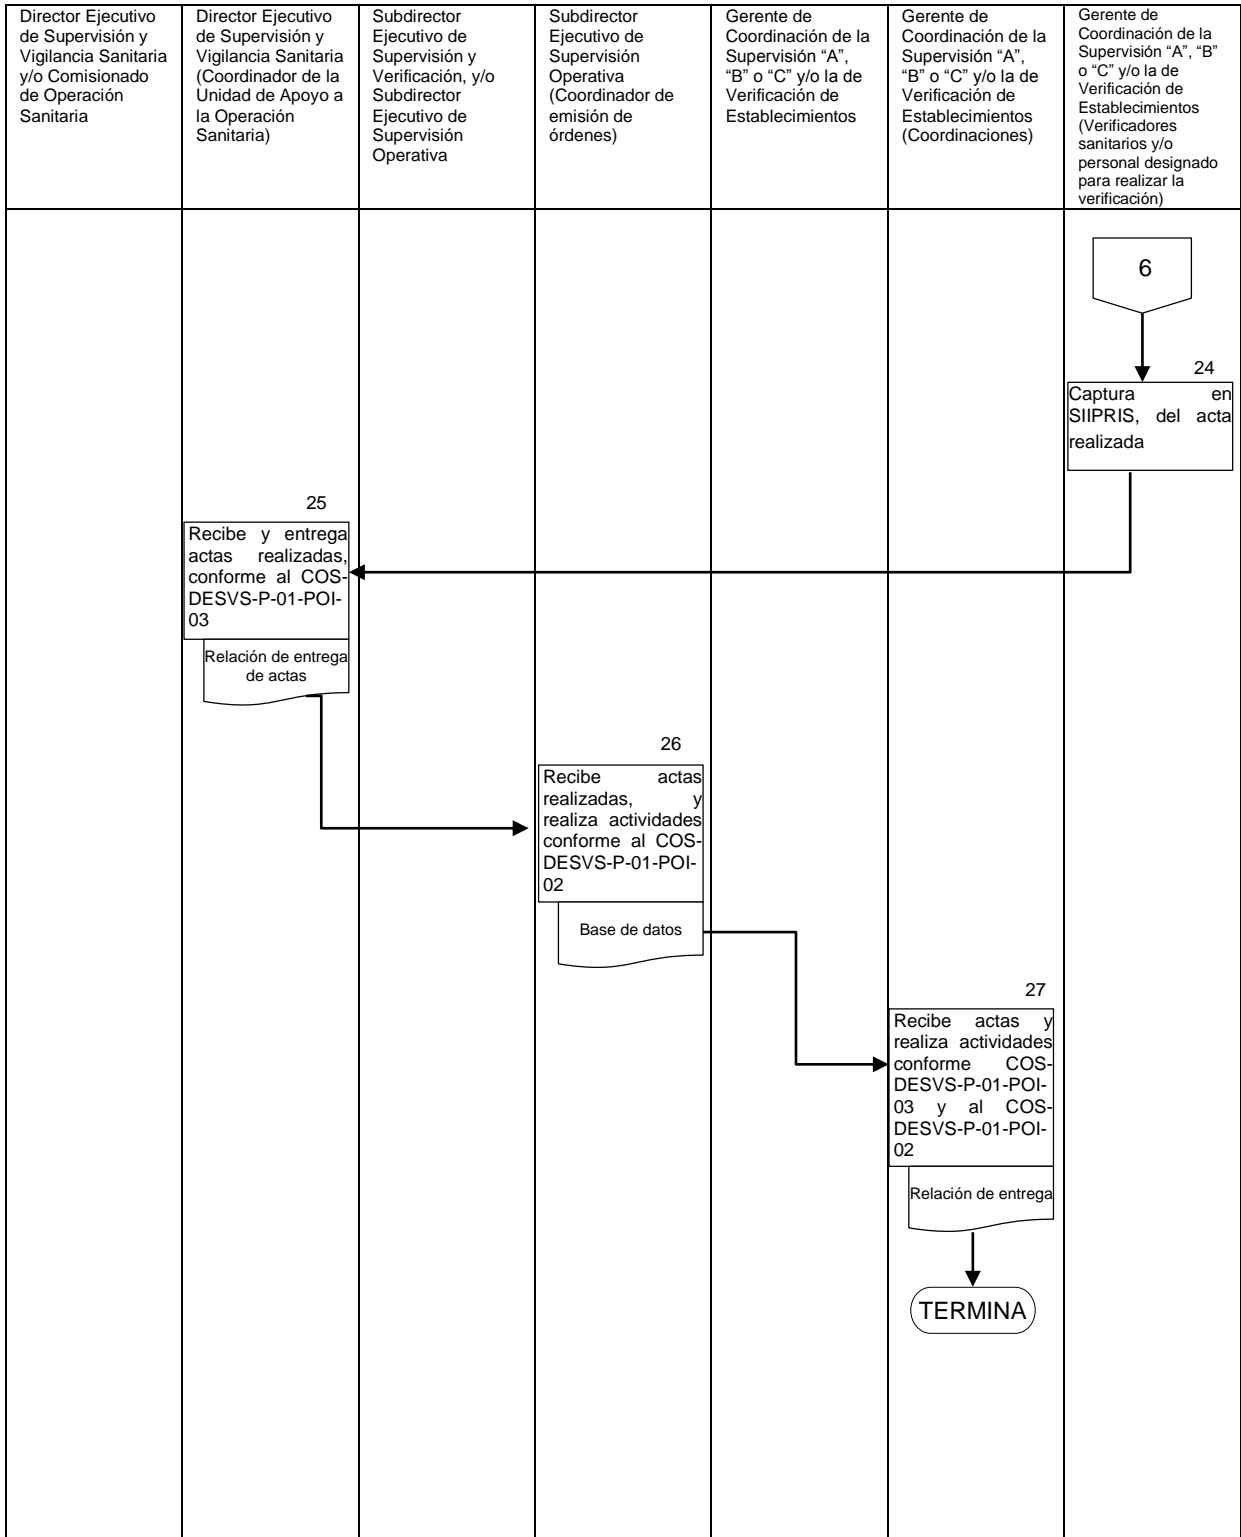 Director Ejecutivo
de Supervisión y
Vigilancia Sanitaria
y/o Comisionado
de Operación
Sanitaria
Director Ejecutivo
de Supervisión y
Vigilancia Sanitaria
(Coordinador de la
Unidad de Apoyo a
la Operación
Sanitaria)
Subdirector
Ejecutivo de
Supervisión y
Verificación, y/o
Subdirector
Ejecutivo de
Supervisión
Operativa
Subdirector
Ejecutivo de
Supervisión
Operativa
(Coordinador de
emisión de
órdenes)
Gerente de
Coordinación de la
Supervisión “A”,
“B” o “C” y/o la de
Verificación de
Establecimientos
Gerente de
Coordinación de la
Supervisión “A”,
“B” o “C” y/o la de
Verificación de
Establecimientos
(Coordinaciones)
Gerente de
Coordinación de la
Supervisión “A”, “B”
o “C” y/o la de
Verificación de
Establecimientos
(Verificadores
sanitarios y/o
personal designado
para realizar la
verificación)
6
24
Captura en
SIIPRIS, del acta
realizada
25
Recibe y entrega
actas realizadas,
conforme al COS-
DESVS-P-01-POI-
03
Relación de entrega
de actas
26
Recibe actas
realizadas, y
realiza actividades
conforme al COS-
DESVS-P-01-POI-
02
Base de datos
27
Recibe actas y
realiza actividades
conforme COS-
DESVS-P-01-POI-
03 y al COS-
DESVS-P-01-POI-
02
Relación de entrega
TERMINA